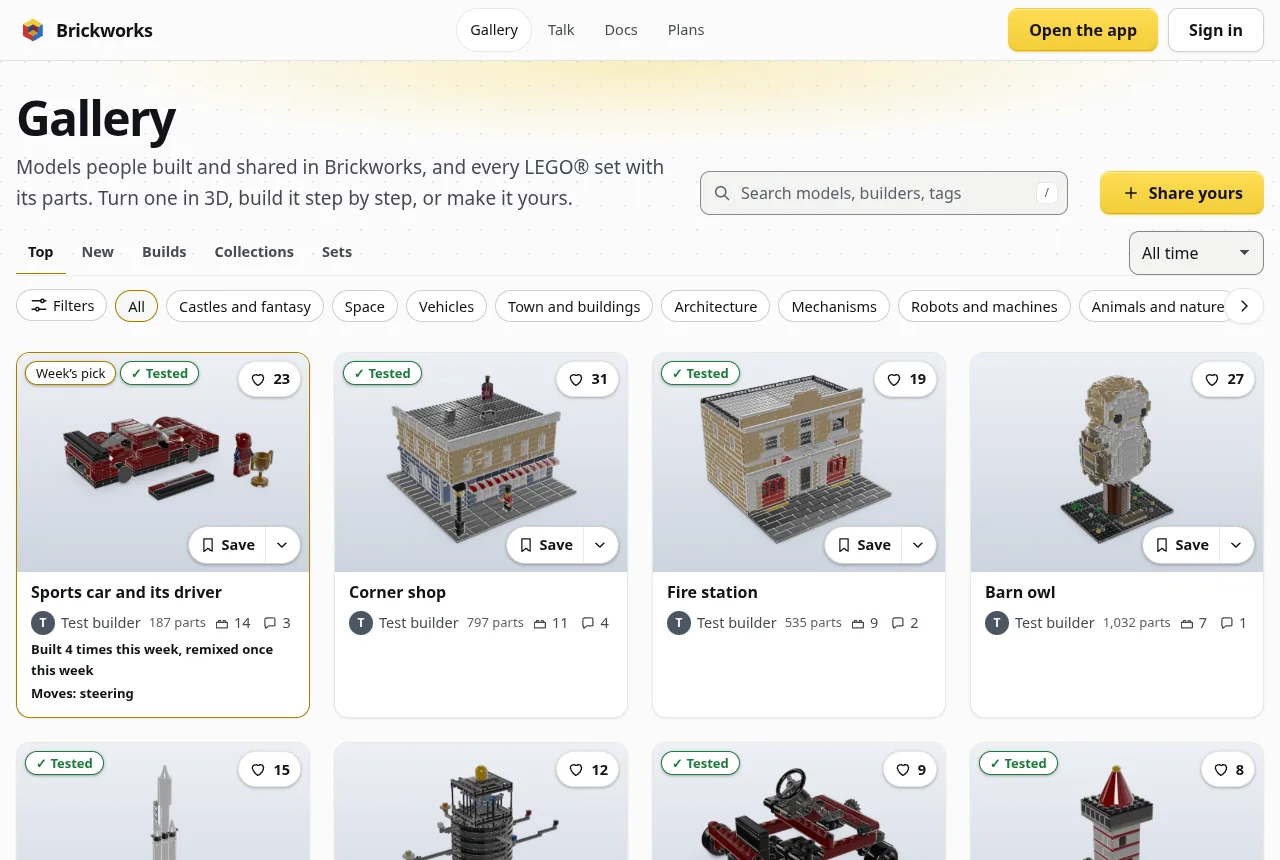 Brickworks
Gallery
Talk
Docs
Plans
Open the app
Sign in
Gallery
Models people built and shared in Brickworks, and every LEGO® set with
its parts. Turn one in 3D, build it step by step, or make it yours.
Search models, builders, tags
/
+ Share yours
Top
New
Builds
Collections
Sets
All time
Filters
All
Castles and fantasy
Space
Vehicles
Town and buildings
Architecture
Mechanisms
Robots and machines
Animals and nature
Week's pick
✓ Tested
23
Save
Sports car and its driver
T Test builder 187 parts 14 3
Built 4 times this week, remixed once
this week
Moves: steering
✓ Tested
31
Save
Corner shop
T Test builder 797 parts 11 4
✓ Tested
19
Save
Fire station
T Test builder 535 parts 9 2
27
Save
Barn owl
T Test builder 1,032 parts 7 1
✓ Tested
15
12
✓ Tested
9
✓ Tested
8